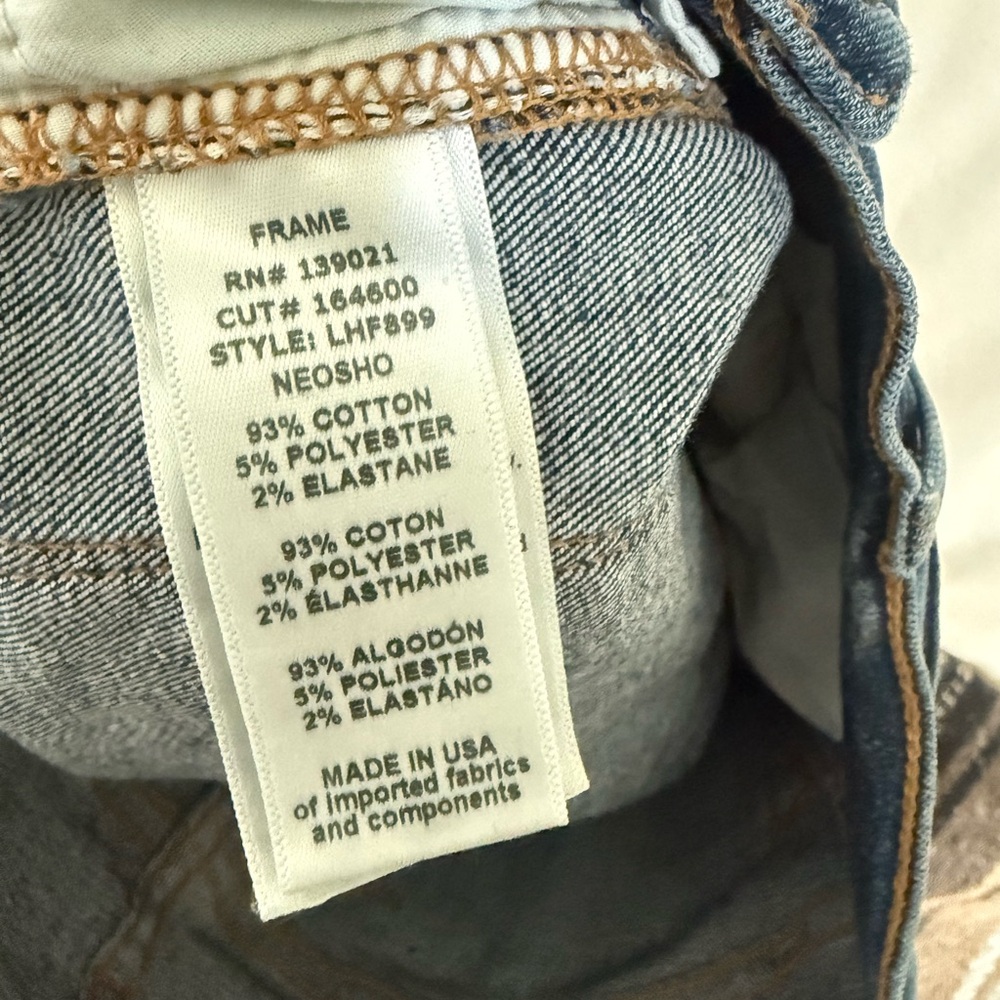 FRAME
RN# 139021
CUT# 164600
STYLE: LHF899
NEOSHO
93% COTTON
5% POLYESTER
2% ELASTANE
93% COTON
5% POLYESTER
2% ÉLASTHANNE
93% ALGODÓN
5% POLIESTER
2% ELASTÁNO
MADE IN USA
of imported fabrics
and components